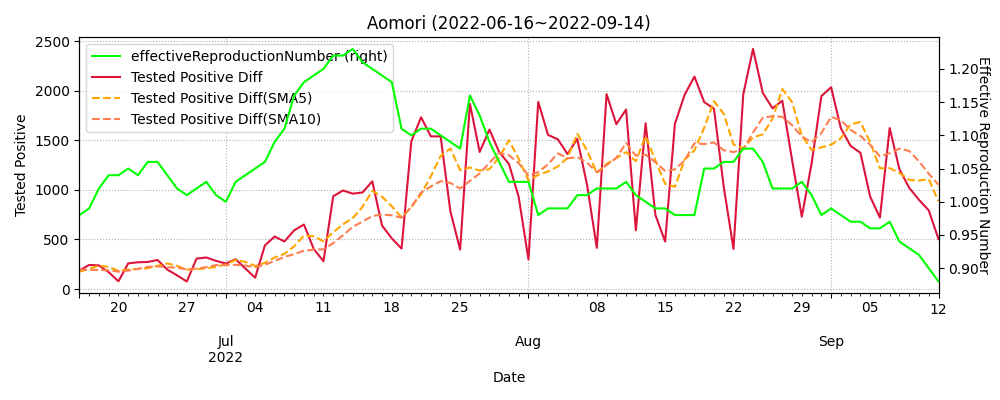 Aomori (2022-06-16~2022-09-14)
effectiveReproductionNumber (right)
Tested Positive Diff
Tested Positive Diff(SMA5)
Tested Positive Diff(SMA10)
2500
2000
1500
1000
500
0
Tested Positive
1.20
1.15
1.10
1.05
1.00
0.95
0.90
Effective Reproduction Number
20 27 04 11 18 25 08 15 22 29 05 12
Jul Aug Sep
2022
Date